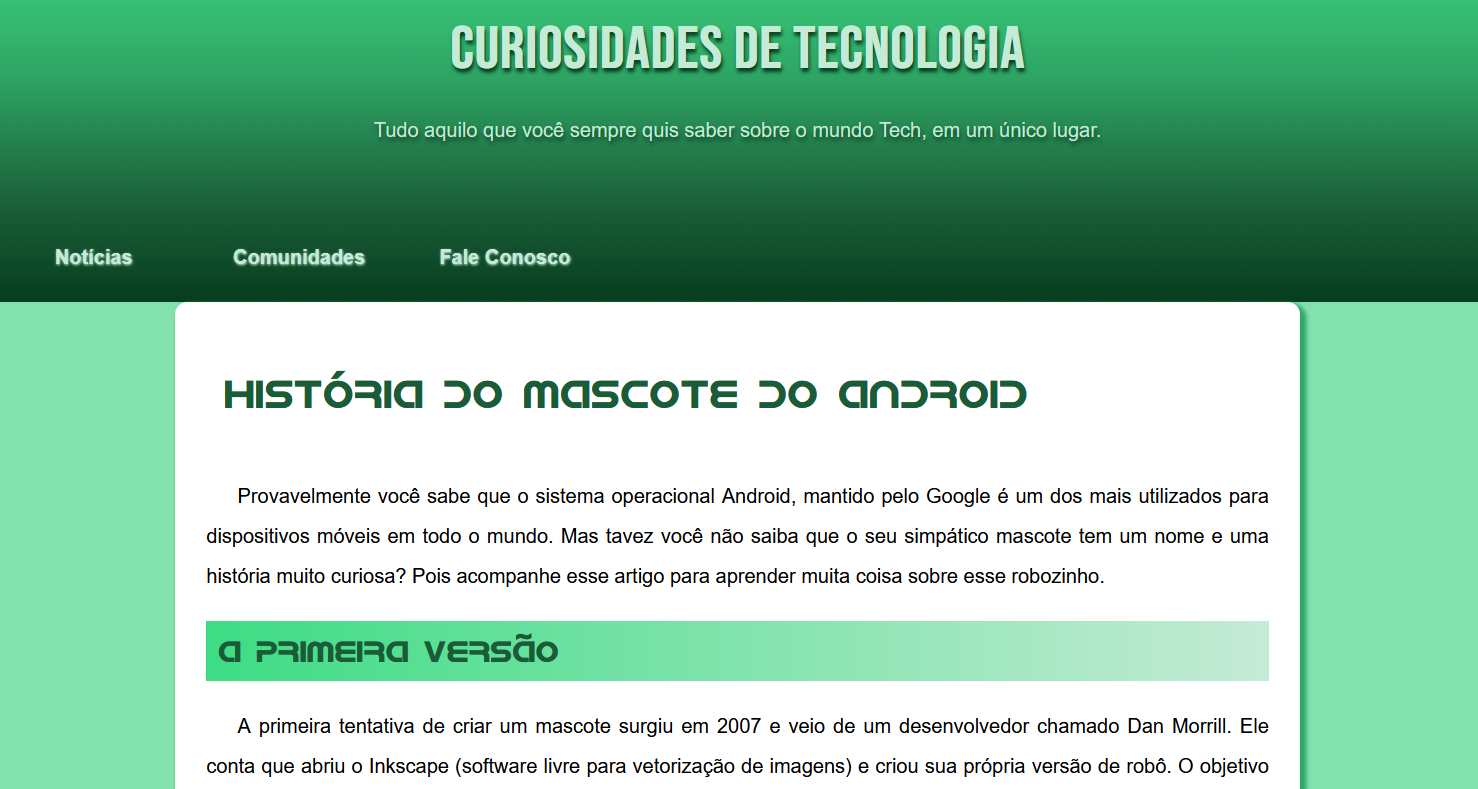 CURIOSIDADES DE TECNOLOGIA
Tudo aquilo que você sempre quis saber sobre o mundo Tech, em um único lugar.
Notícias Comunidades Fale Conosco
HISTÓRIA DO MASCOTE DO ANDROID
Provavelmente você sabe que o sistema operacional Android, mantido pelo Google é um dos mais utilizados para
dispositivos móveis em todo o mundo. Mas tavez você não saiba que o seu simpático mascote tem um nome e uma
história muito curiosa? Pois acompanhe esse artigo para aprender muita coisa sobre esse robozinho.
A PRIMEIRA VERSÃO
A primeira tentativa de criar um mascote surgiu em 2007 e veio de um desenvolvedor chamado Dan Morrill. Ele
conta que abriu o Inkscape (software livre para vetorização de imagens) e criou sua própria versão de robô. O objetivo